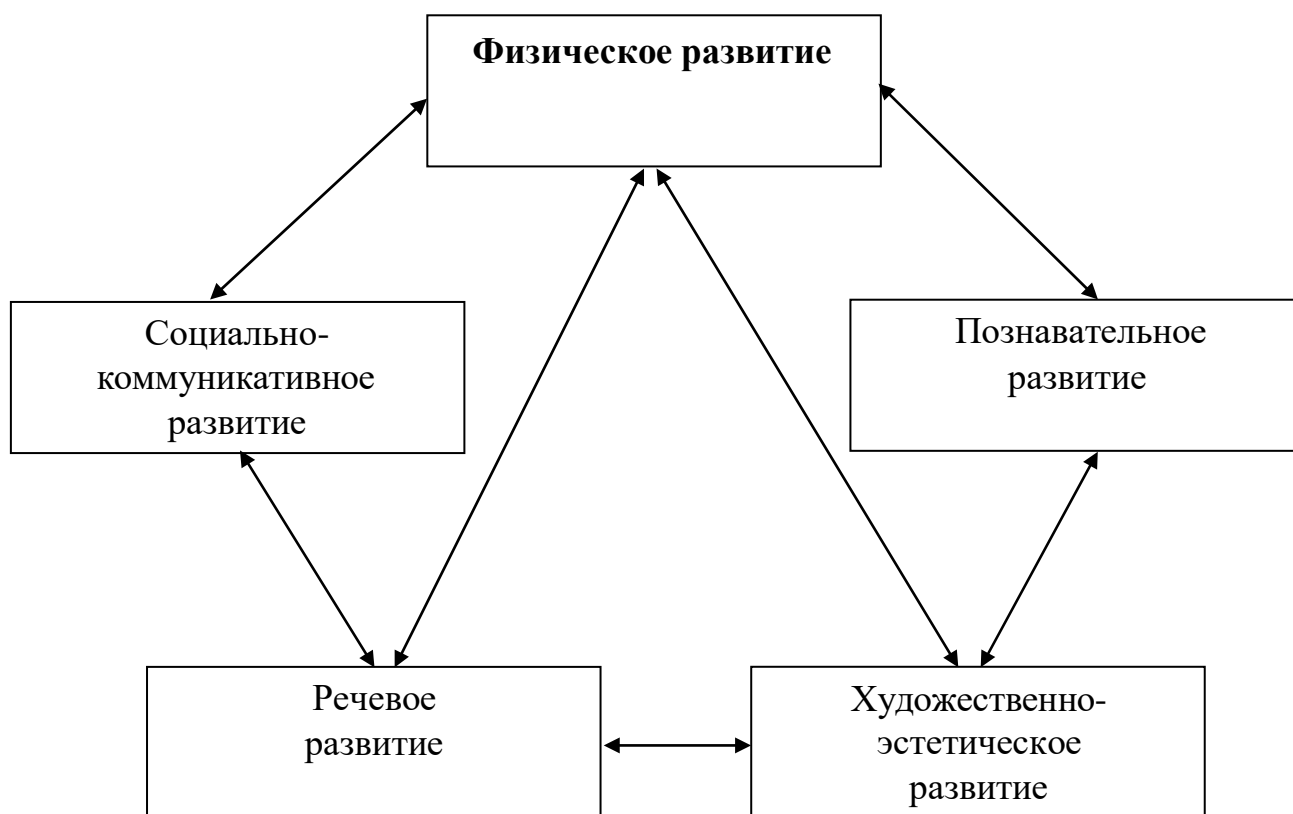 Физическое развитие
Социально-
коммуникативное
развитие
Познавательное
развитие
Речевое
развитие
Художественно-
эстетическое
развитие